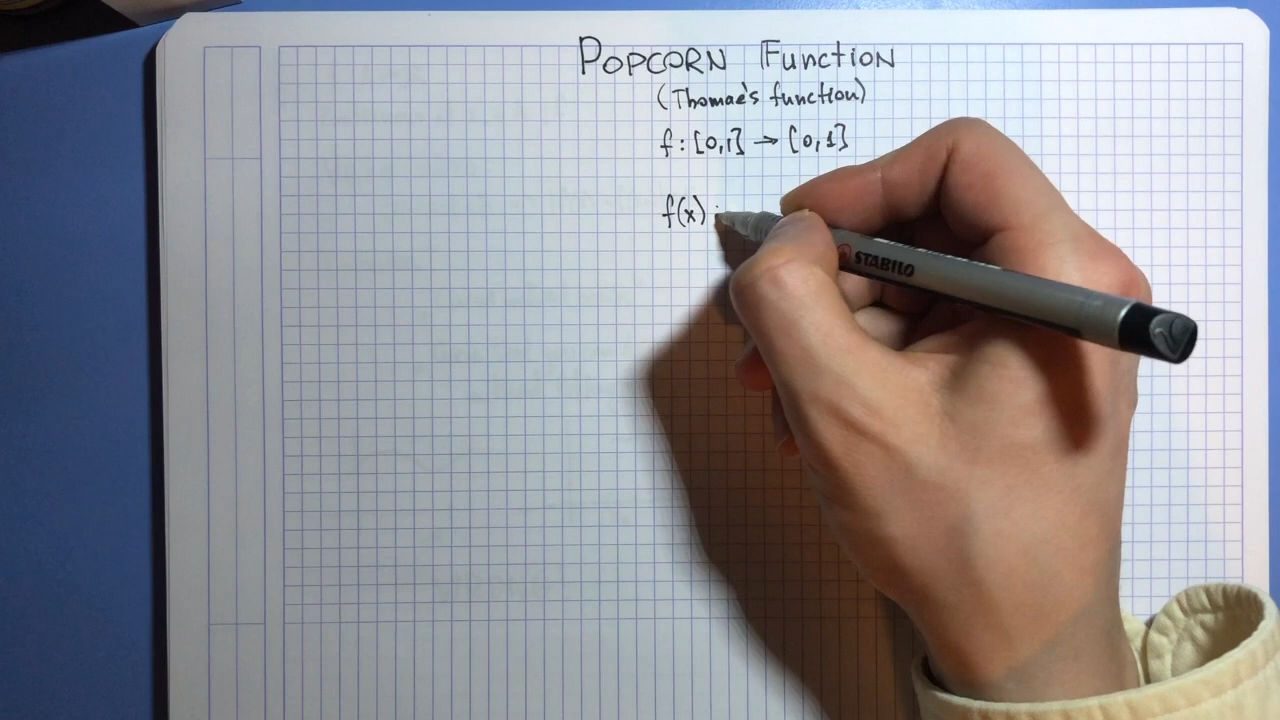 POPCORN Function
(Thomae's function)
f : [0,1] → [0,1]
f(x) :
STABILO